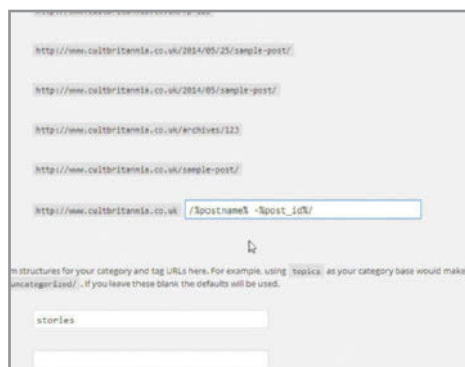 http://www.cultbritannia.co.uk/2014/05/25/sample-post/
http://www.cultbritannia.co.uk/2014/05/sample-post/
http://www.cultbritannia.co.uk/archives/123
http://www.cultbritannia.co.uk/sample-post/
http://www.cultbritannia.co.uk /%postname% -%post_id%/
m structures for your category and tag URLs here. For example, using topics as your category base would make
uncategorized/ . If you leave these blank the defaults will be used.
stories